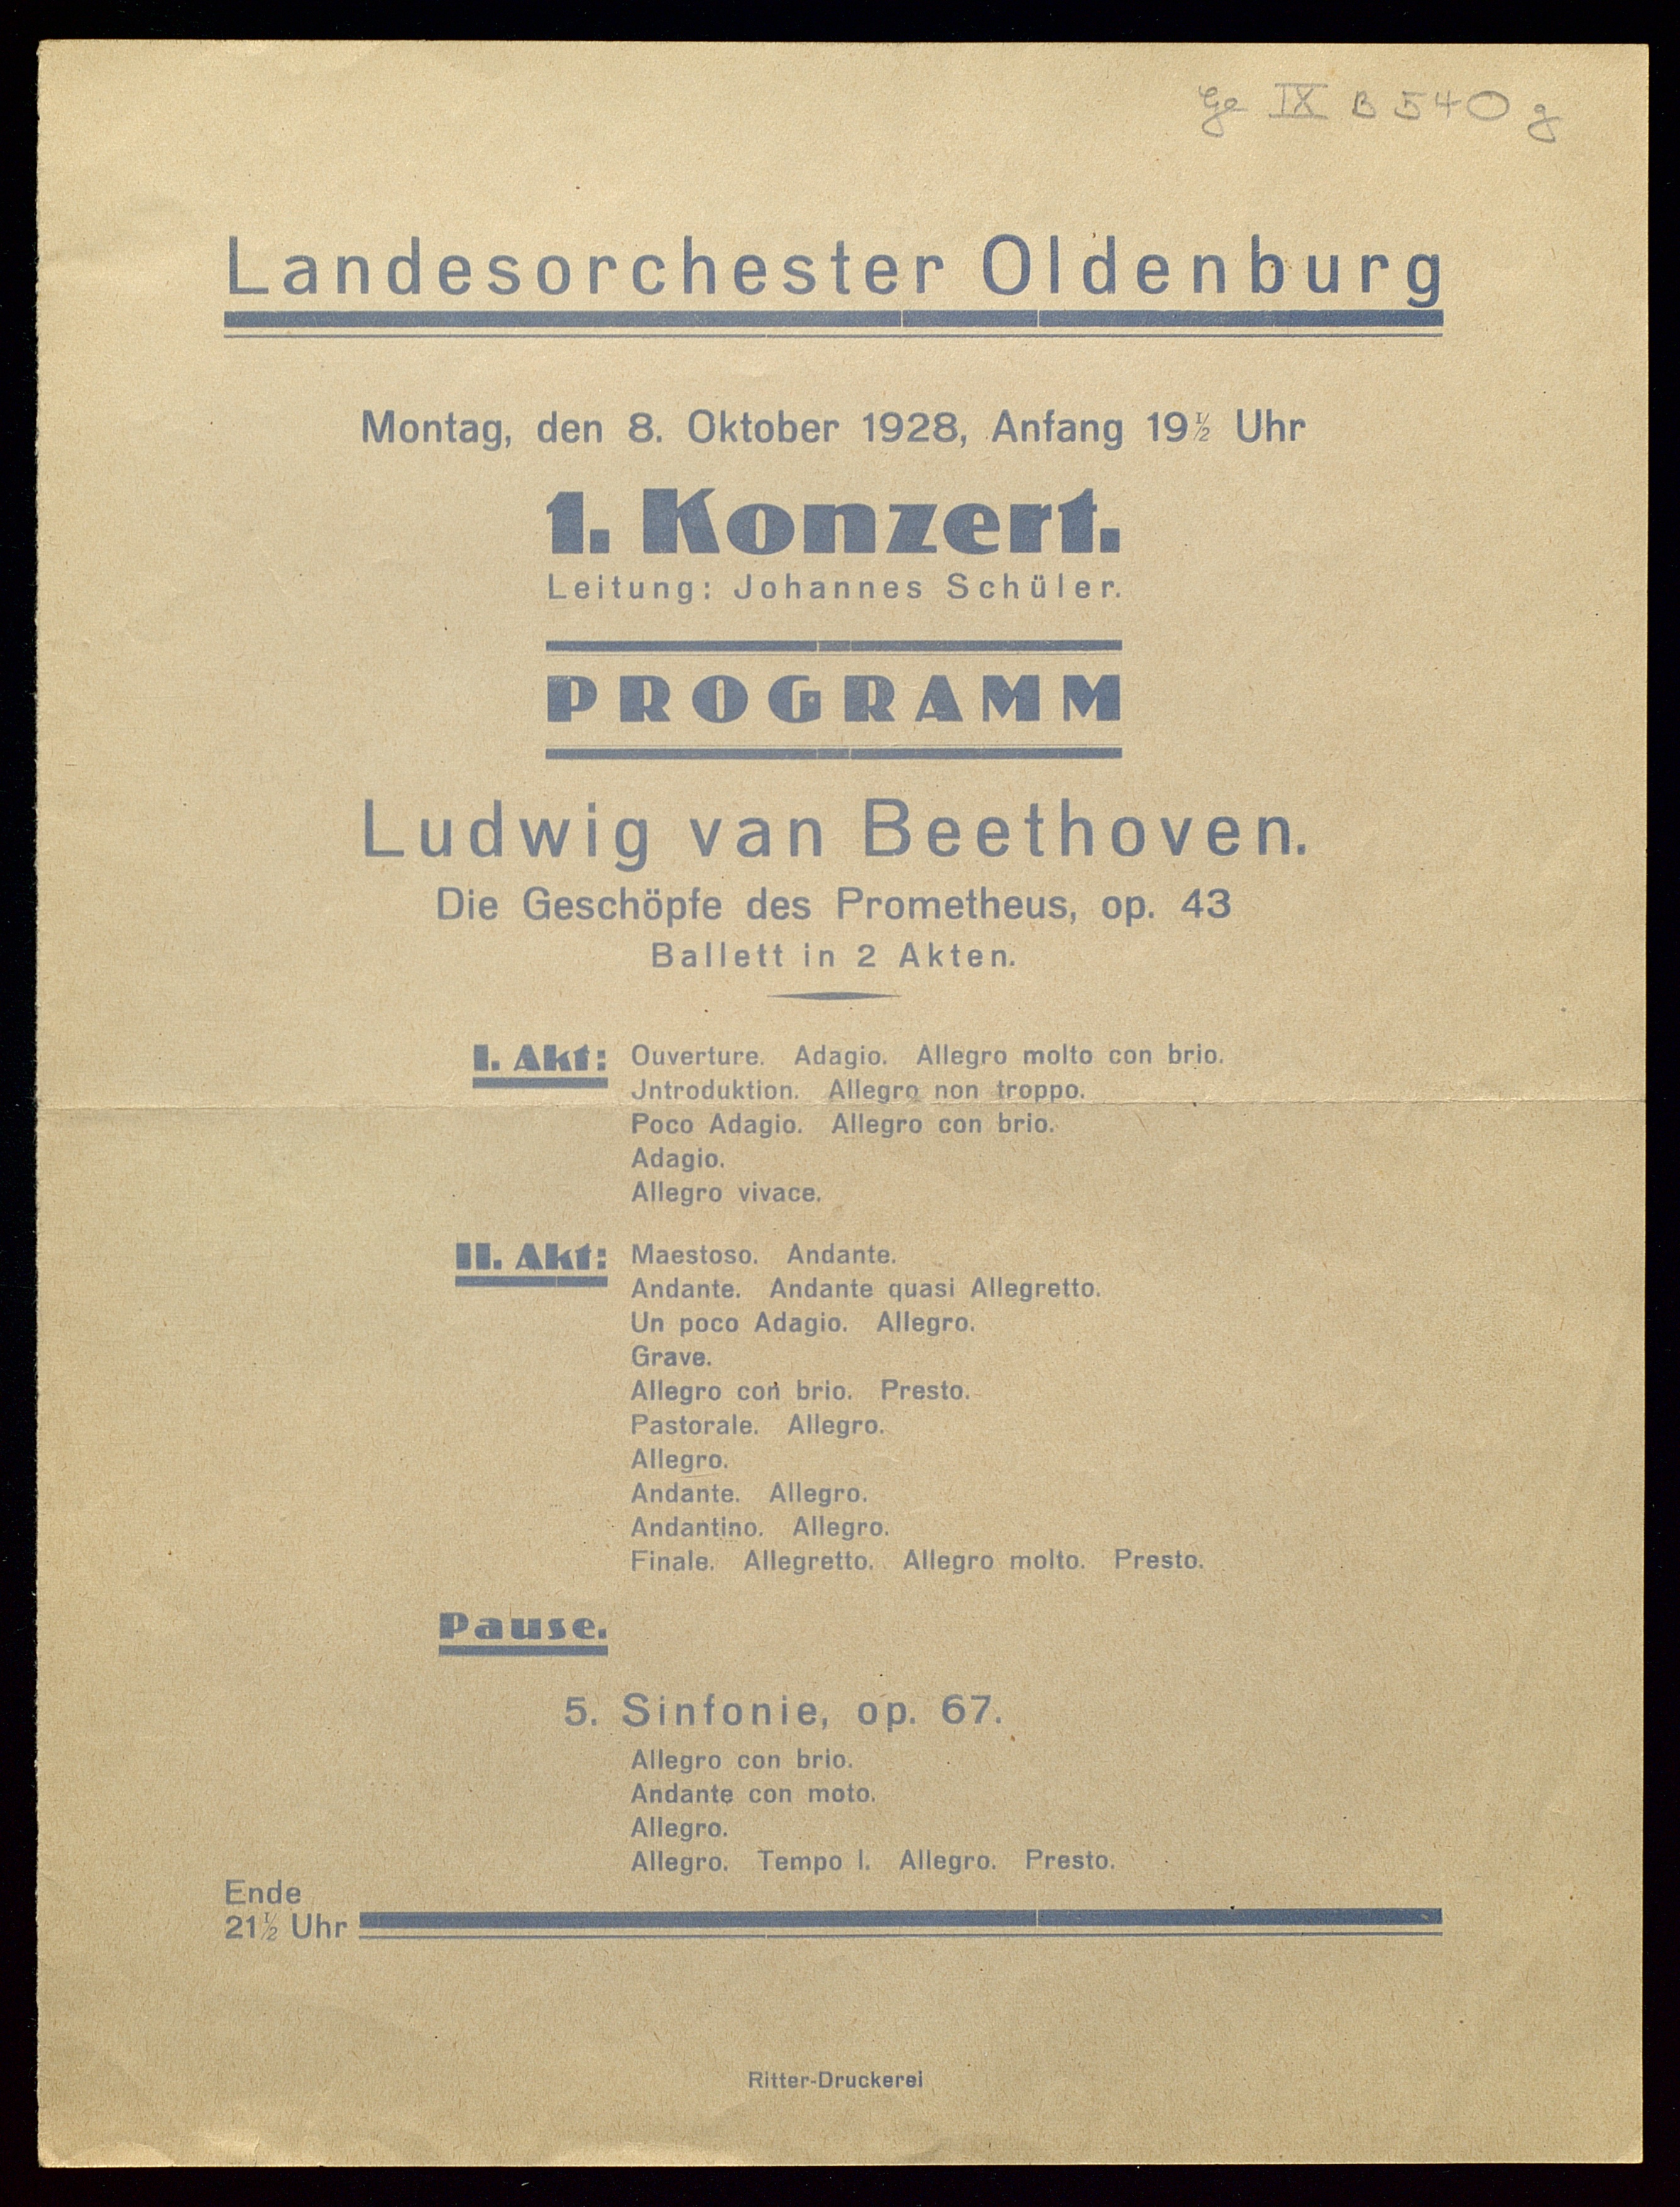 Ge IX B 540 g
Landesorchester Oldenburg
Montag, den 8. Oktober 1928, Anfang 19½ Uhr
1. Konzert.
Leitung: Johannes Schüler.
PROGRAMM
Ludwig van Beethoven.
Die Geschöpfe des Prometheus, op. 43
Ballett in 2 Akten.
I. Akt: Ouverture. Adagio. Allegro molto con brio.
Jntroduktion. Allegro non troppo.
Poco Adagio. Allegro con brio.
Adagio.
Allegro vivace.
II. Akt: Maestoso. Andante.
Andante. Andante quasi Allegretto.
Un poco Adagio. Allegro.
Grave.
Allegro con brio. Presto.
Pastorale. Allegro.
Allegro.
Andante. Allegro.
Andantino. Allegro.
Finale. Allegretto. Allegro molto. Presto.
Pause.
5. Sinfonie, op. 67.
Allegro con brio.
Andante con moto.
Allegro.
Allegro. Tempo I. Allegro. Presto.
Ende
21½ Uhr
Ritter-Druckerei